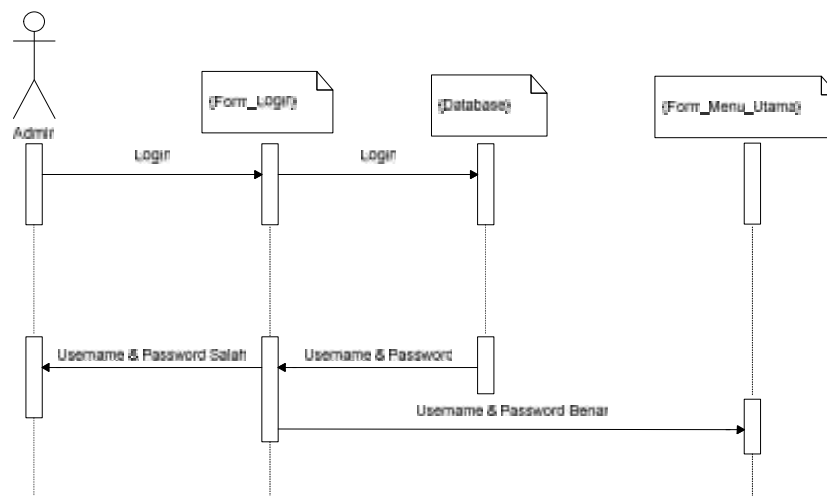 {Form_Login}
{Database}
{Form_Menu_Utama}
Admin
Login
Login
Username & Password Salah
Username & Password
Username & Password Benar